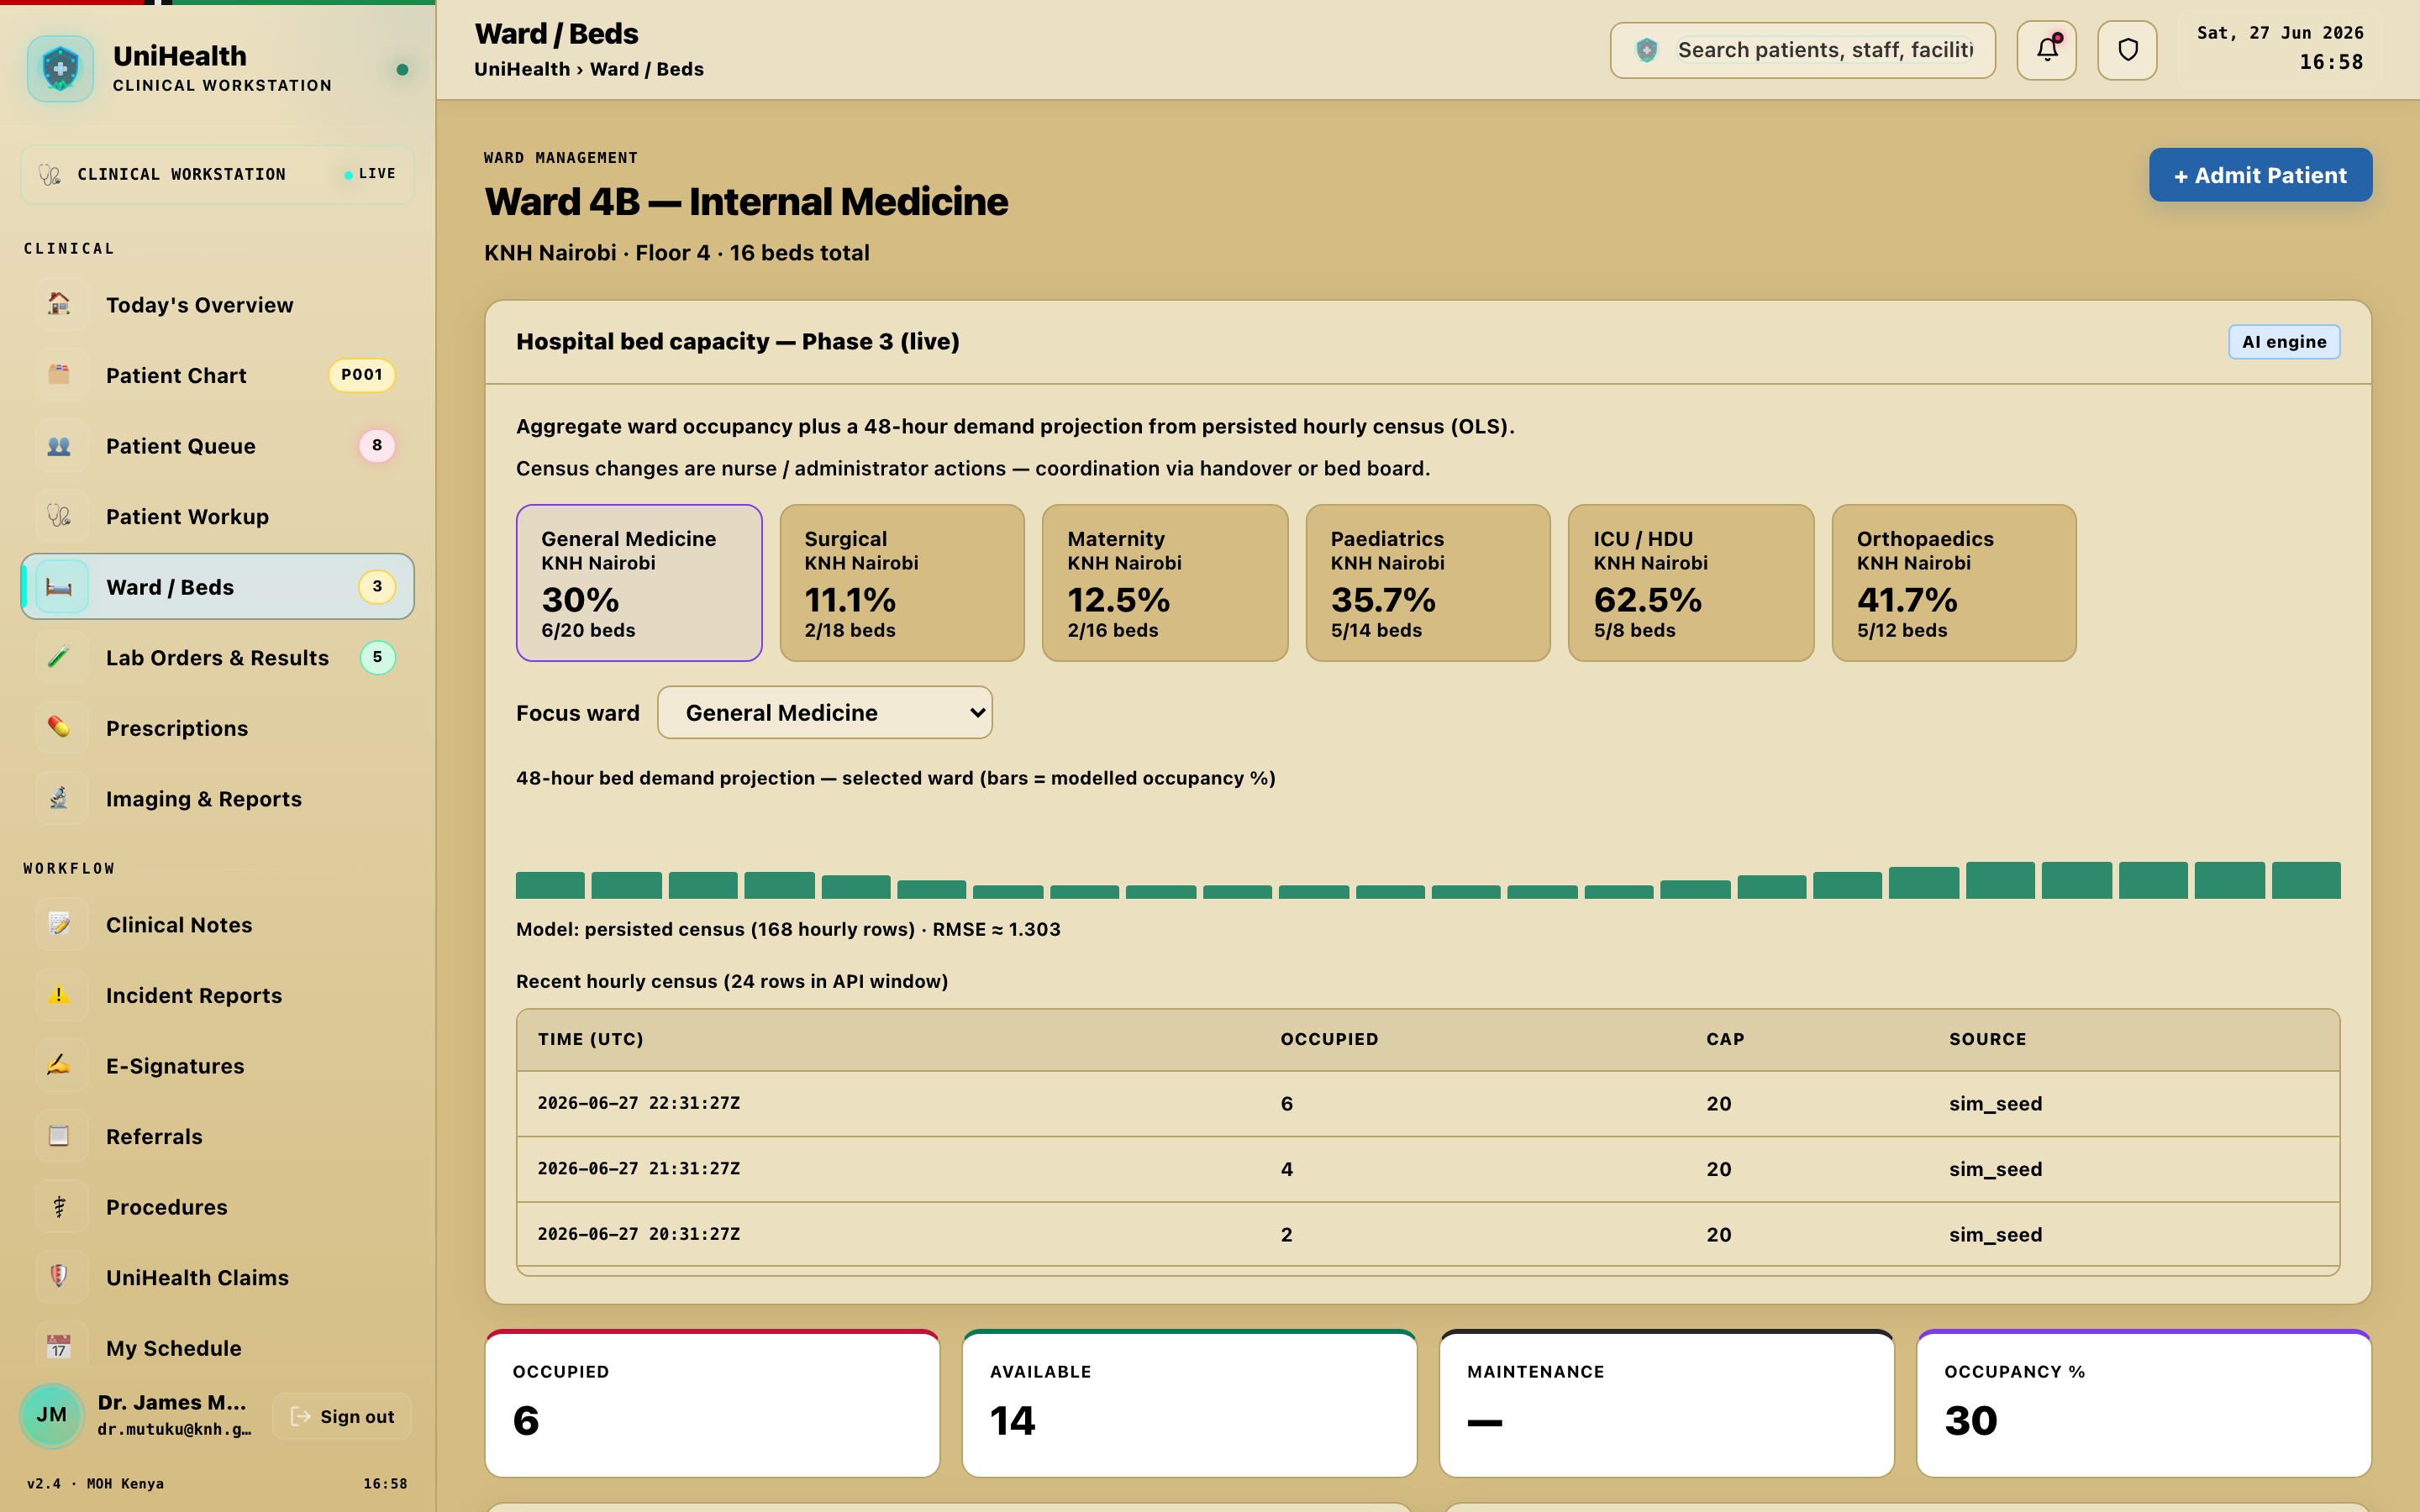 UniHealth
CLINICAL WORKSTATION
CLINICAL WORKSTATION
LIVE
CLINICAL
Today's Overview
Patient Chart
P001
Patient Queue
8
Patient Workup
Ward / Beds
3
Lab Orders & Results
5
Prescriptions
Imaging & Reports
WORKFLOW
Clinical Notes
Incident Reports
E-Signatures
Referrals
Procedures
UniHealth Claims
17
My Schedule
JM
Dr. James M...
dr.mutuku@knh.g…
Sign out
v2.4 · MOH Kenya
16:58
Ward / Beds
UniHealth › Ward / Beds
Search patients, staff, faciliti
Sat, 27 Jun 2026
16:58
WARD MANAGEMENT
Ward 4B — Internal Medicine
KNH Nairobi · Floor 4 · 16 beds total
+ Admit Patient
Hospital bed capacity — Phase 3 (live)
AI engine
Aggregate ward occupancy plus a 48-hour demand projection from persisted hourly census (OLS).
Census changes are nurse / administrator actions — coordination via handover or bed board.
General Medicine
KNH Nairobi
30%
6/20 beds
Surgical
KNH Nairobi
11.1%
2/18 beds
Maternity
KNH Nairobi
12.5%
2/16 beds
Paediatrics
KNH Nairobi
35.7%
5/14 beds
ICU / HDU
KNH Nairobi
62.5%
5/8 beds
Orthopaedics
KNH Nairobi
41.7%
5/12 beds
Focus ward
General Medicine
48-hour bed demand projection — selected ward (bars = modelled occupancy %)
Model: persisted census (168 hourly rows) · RMSE ≈ 1.303
Recent hourly census (24 rows in API window)
TIME (UTC) OCCUPIED CAP SOURCE
2026-06-27 22:31:27Z 6 20 sim_seed
2026-06-27 21:31:27Z 4 20 sim_seed
2026-06-27 20:31:27Z 2 20 sim_seed
OCCUPIED
6
AVAILABLE
14
MAINTENANCE
—
OCCUPANCY %
30